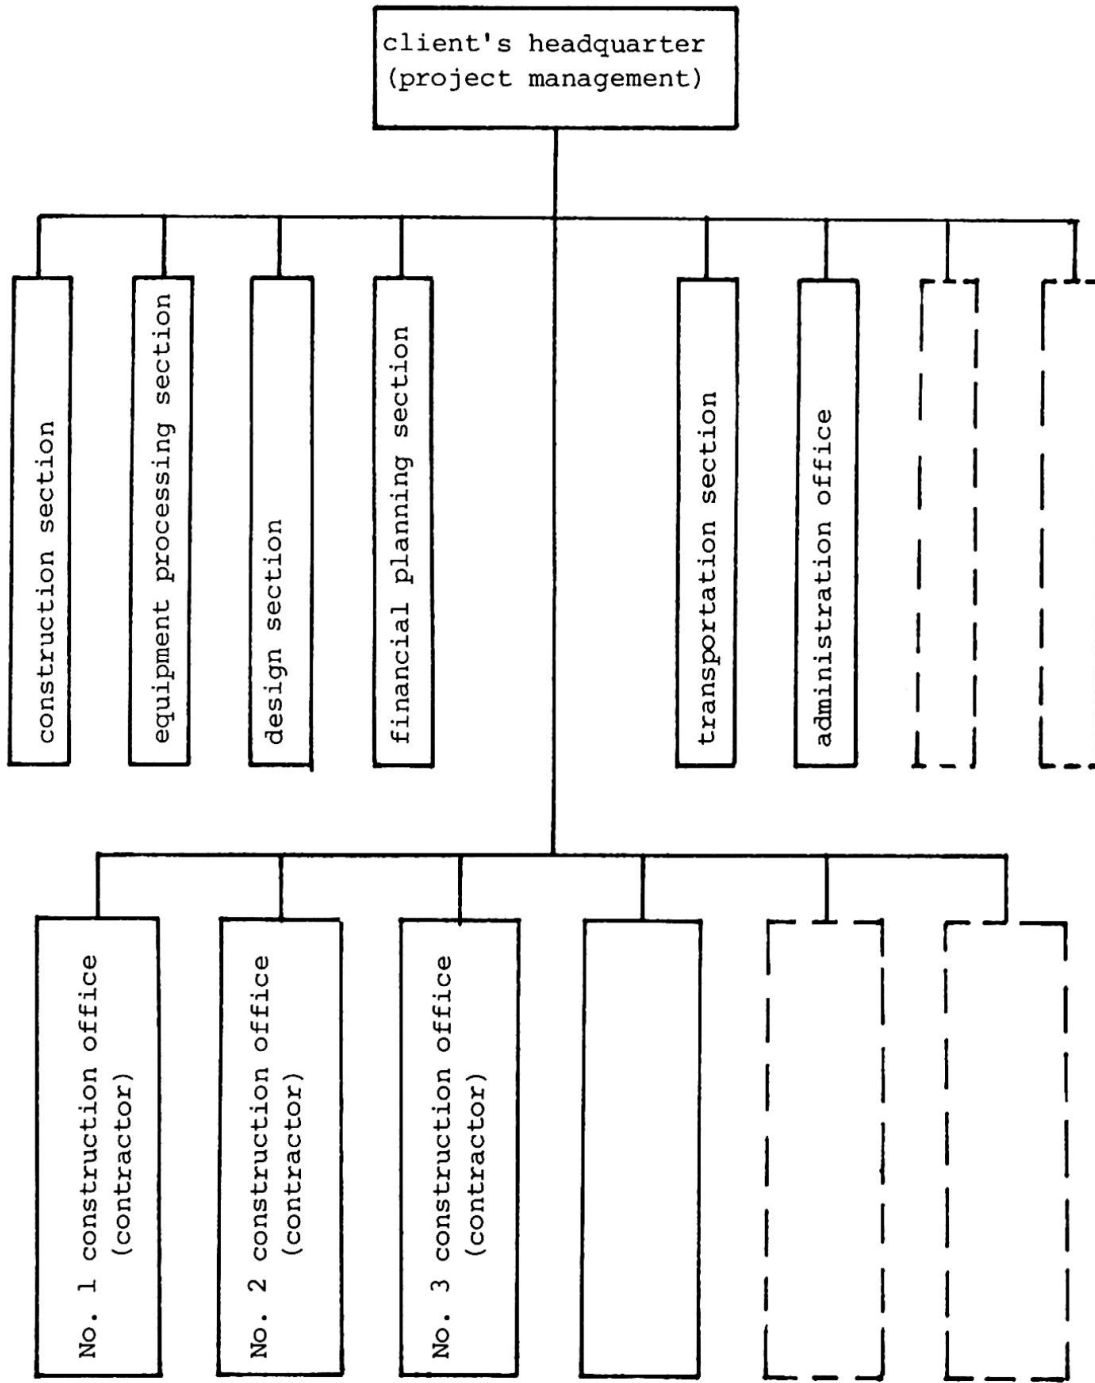 client's headquarter
(project management)
construction section
equipment processing section
design section
financial planning section
transportation section
administration office
No. 1 construction office
(contractor)
No. 2 construction office
(contractor)
No. 3 construction office
(contractor)